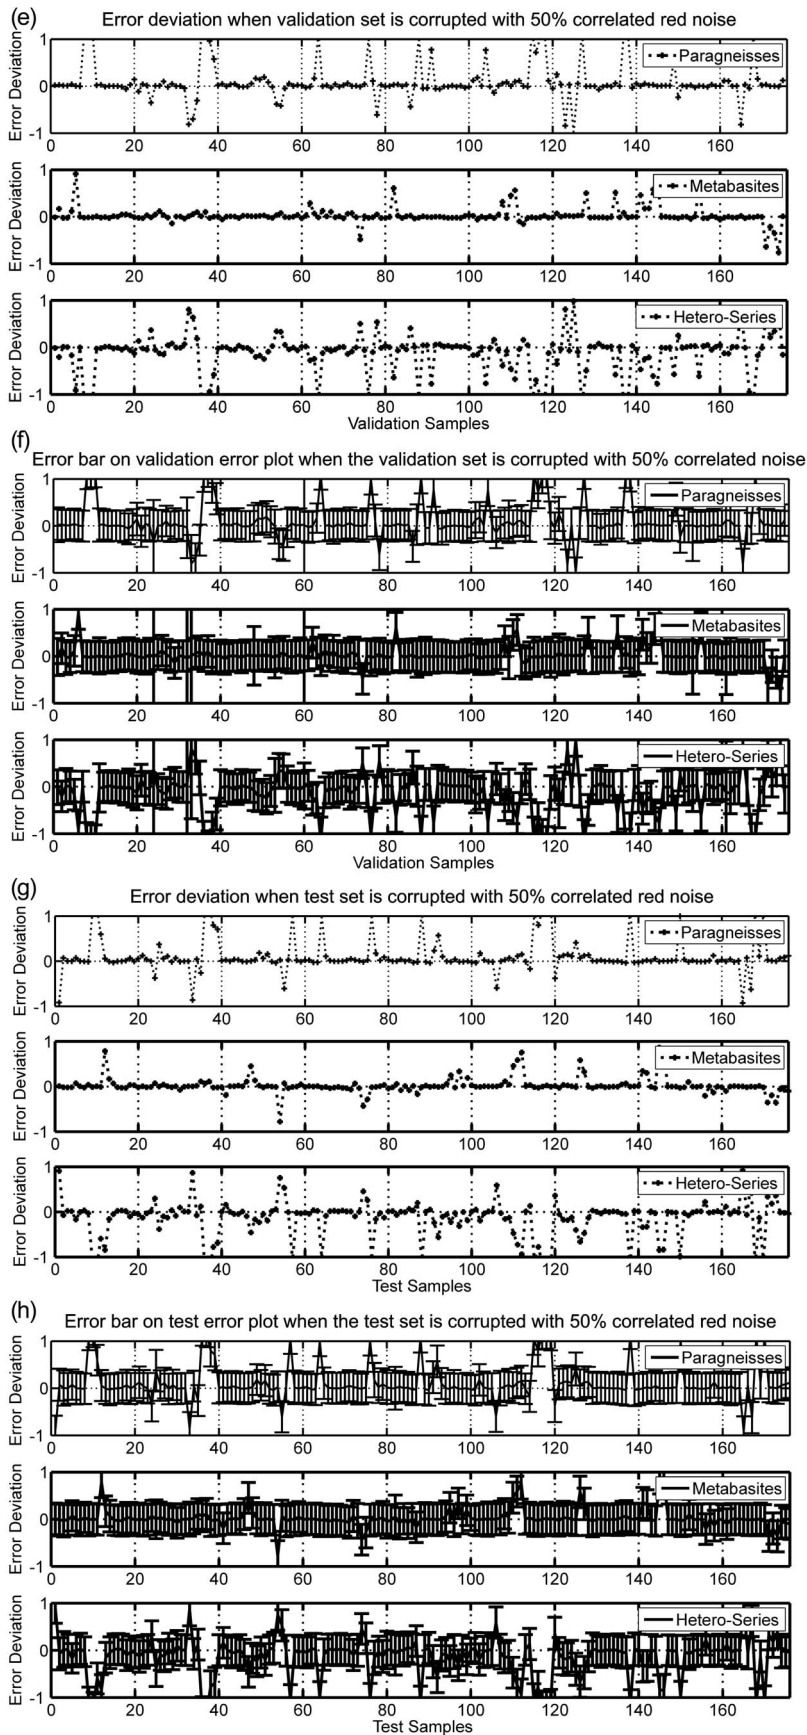 (e)
Error deviation when validation set is corrupted with 50% correlated red noise
Error Deviation
1
0
-1
Paragneisses
0 20 40 60 80 100 120 140 160
Error Deviation
1
0
-1
Metabasites
0 20 40 60 80 100 120 140 160
Error Deviation
1
0
-1
Hetero-Series
0 20 40 60 80 100 120 140 160
Validation Samples
(f)
Error bar on validation error plot when the validation set is corrupted with 50% correlated noise
Error Deviation
1
0
-1
Paragneisses
0 20 40 60 80 100 120 140 160
Error Deviation
1
0
-1
Metabasites
0 20 40 60 80 100 120 140 160
Error Deviation
1
0
-1
Hetero-Series
0 20 40 60 80 100 120 140 160
Validation Samples
(g)
Error deviation when test set is corrupted with 50% correlated red noise
Error Deviation
1
0
-1
Paragneisses
0 20 40 60 80 100 120 140 160
Error Deviation
1
0
-1
Metabasites
0 20 40 60 80 100 120 140 160
Error Deviation
1
0
-1
Hetero-Series
0 20 40 60 80 100 120 140 160
Test Samples
(h)
Error bar on test error plot when the test set is corrupted with 50% correlated red noise
Error Deviation
1
0
-1
Paragneisses
0 20 40 60 80 100 120 140 160
Error Deviation
1
0
-1
Metabasites
0 20 40 60 80 100 120 140 160
Error Deviation
1
0
-1
Hetero-Series
0 20 40 60 80 100 120 140 160
Test Samples